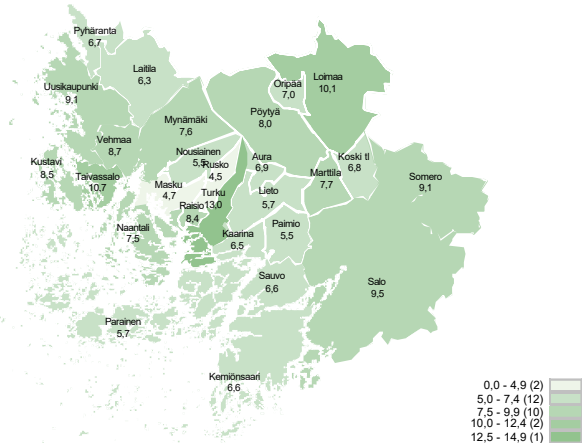 Pyhäranta
6,7
Laitila
6,3
Uusikaupunki
9,1
Loimaa
10,1
Oripää
7,0
Pöytyä
8,0
Mynämäki
7,6
Vehmaa
8,7
Nousiainen
5,5
Rusko
4,5
Aura
6,9
Koski tl
6,8
Kustavi
8,5
Taivassalo
10,7
Masku
4,7
Marttila
7,7
Somero
9,1
Turku
13,0
Lieto
5,7
Raisio
8,4
Naantali
7,5
Kaarina
6,5
Paimio
5,5
Sauvo
6,6
Salo
9,5
Parainen
5,7
Kemiönsaari
6,6
0,0 - 4,9 (2)
5,0 - 7,4 (12)
7,5 - 9,9 (10)
10,0 - 12,4 (2)
12,5 - 14,9 (1)